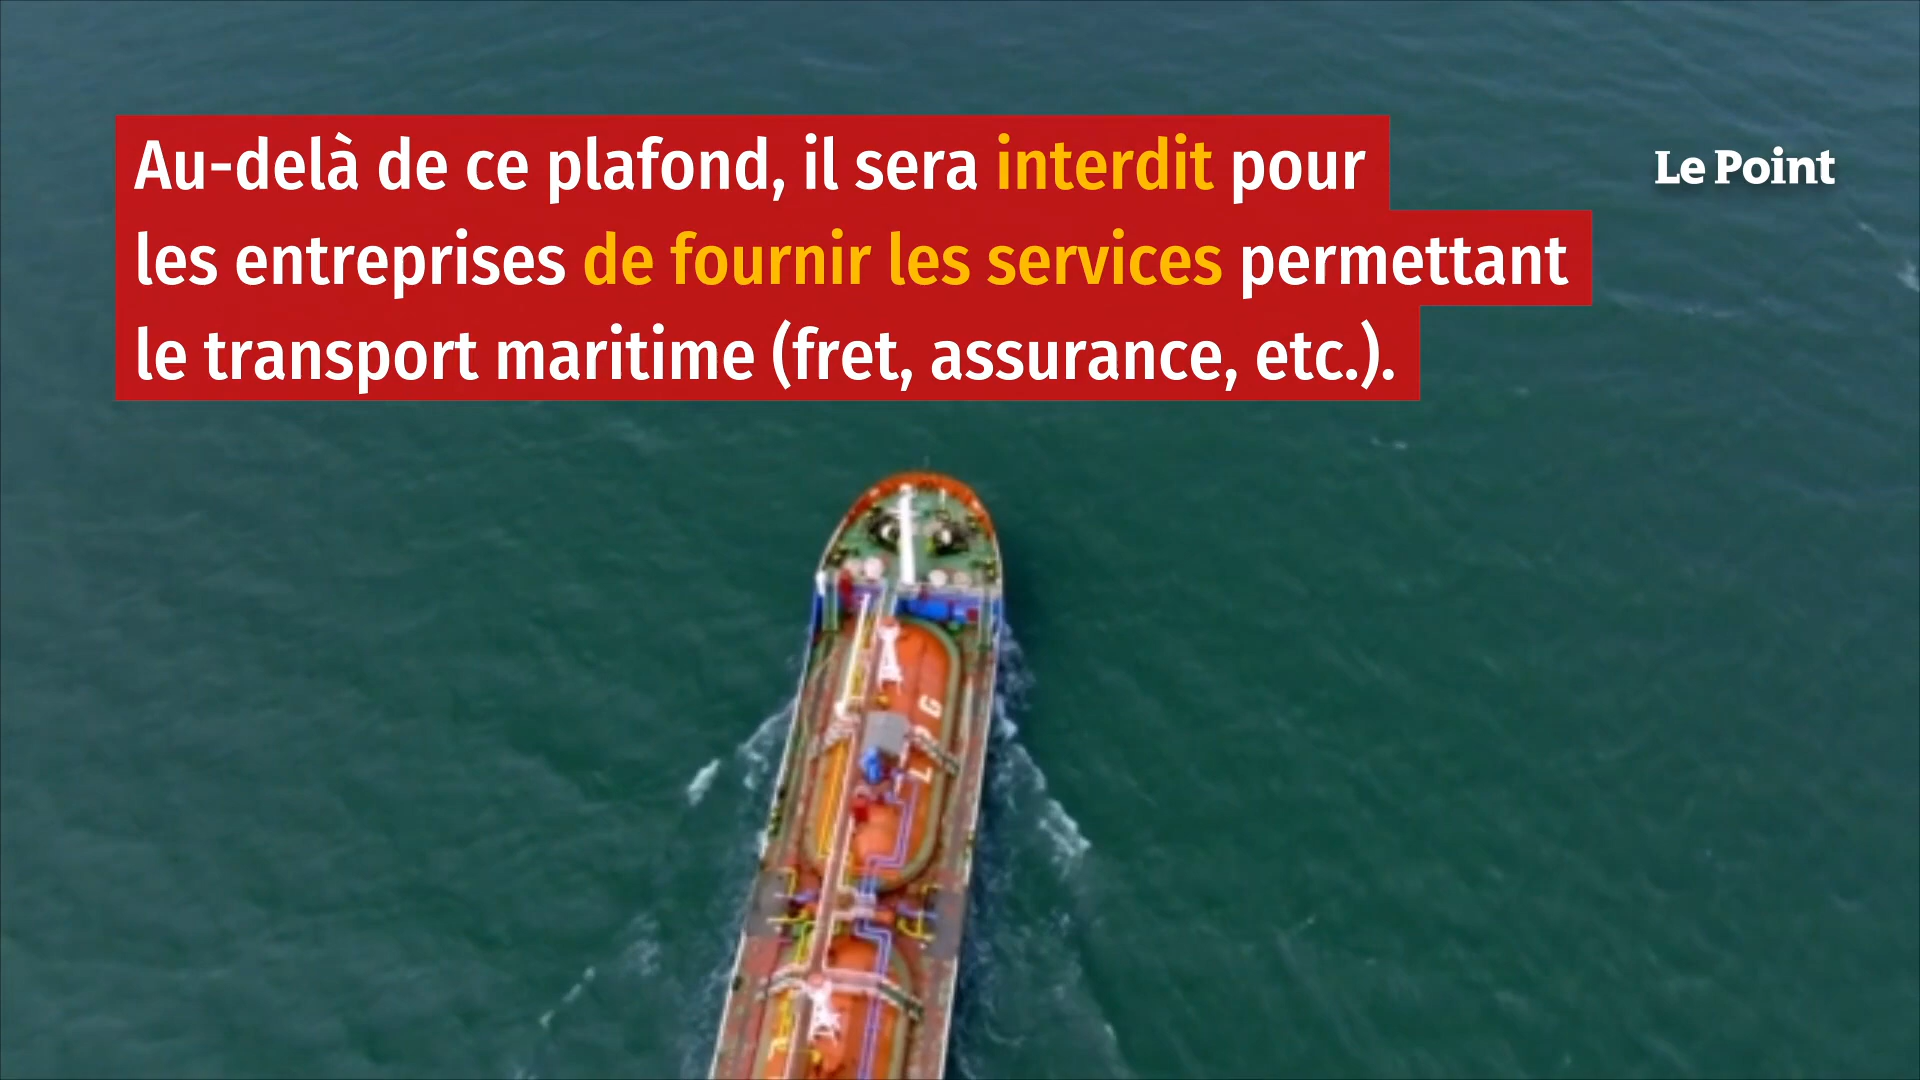 Au-delà de ce plafond, il sera interdit pour
les entreprises de fournir les services permettant
le transport maritime (fret, assurance, etc.).
Le Point
LPG